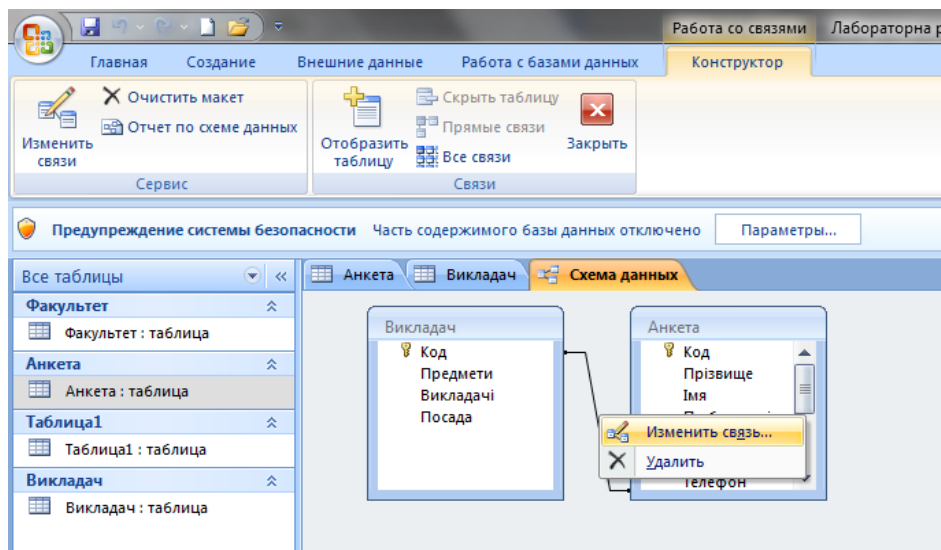 Работа со связями
Лабораторна р
Главная
Создание
Внешние данные
Работа с базами данных
Конструктор
Изменить
связи
Очистить макет
Отчет по схеме данных
Сервис
Отобразить
таблицу
Скрыть таблицу
Прямые связи
Все связи
Закрыть
Связи
Предупреждение системы безопасности
Часть содержимого базы данных отключено
Параметры...
Все таблицы
Факультет
Факультет : таблица
Анкета
Анкета : таблица
Таблица1
Таблица1 : таблица
Викладач
Викладач : таблица
Анкета
Викладач
Схема данных
Викладач
Код
Предмети
Викладачі
Посада
Анкета
Код
Прізвище
Імя
Изменить связь...
Удалить
Телефон